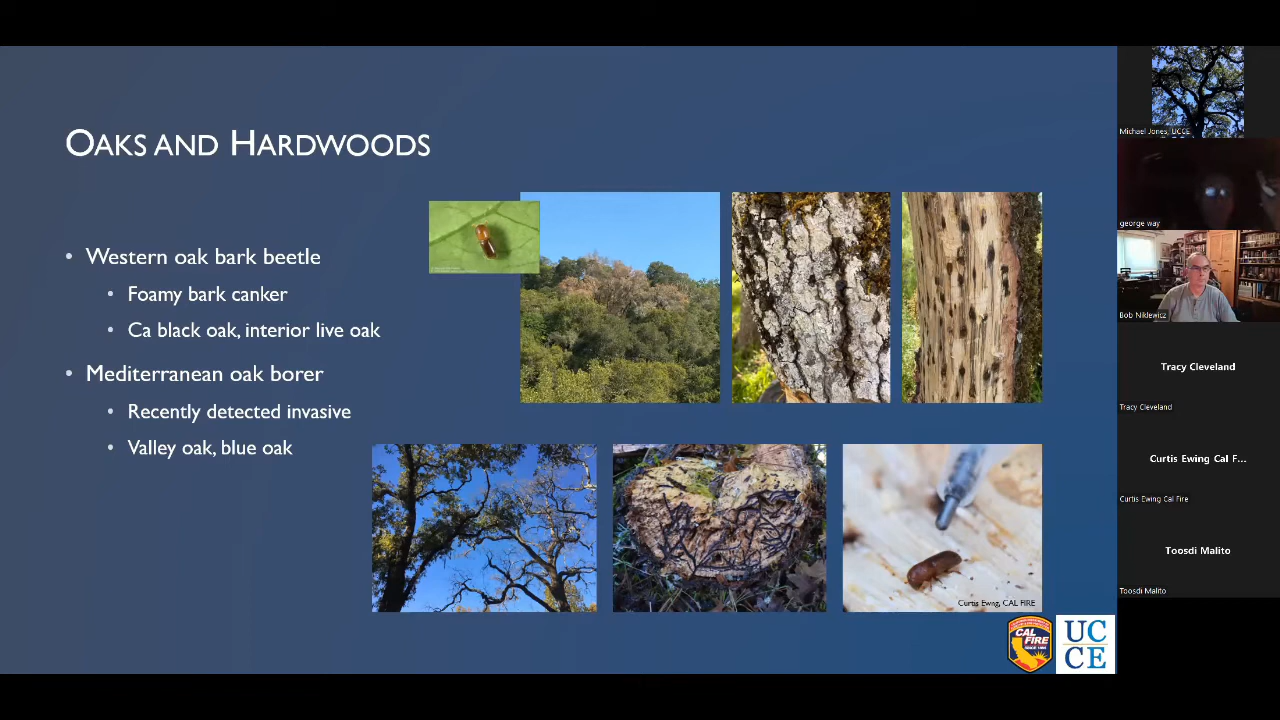 OAKS AND HARDWOODS
• Western oak bark beetle
• Foamy bark canker
• Ca black oak, interior live oak
• Mediterranean oak borer
• Recently detected invasive
• Valley oak, blue oak
Curtis Ewing, CAL FIRE
CAL
FIRE
SINCE 1885
UC
CE
Michael Jones, UCCE
george way
Bob Niklewicz
Tracy Cleveland
Tracy Cleveland
Curtis Ewing Cal F...
Curtis Ewing Cal Fire
Toosdi Malito
Toosdi Malito